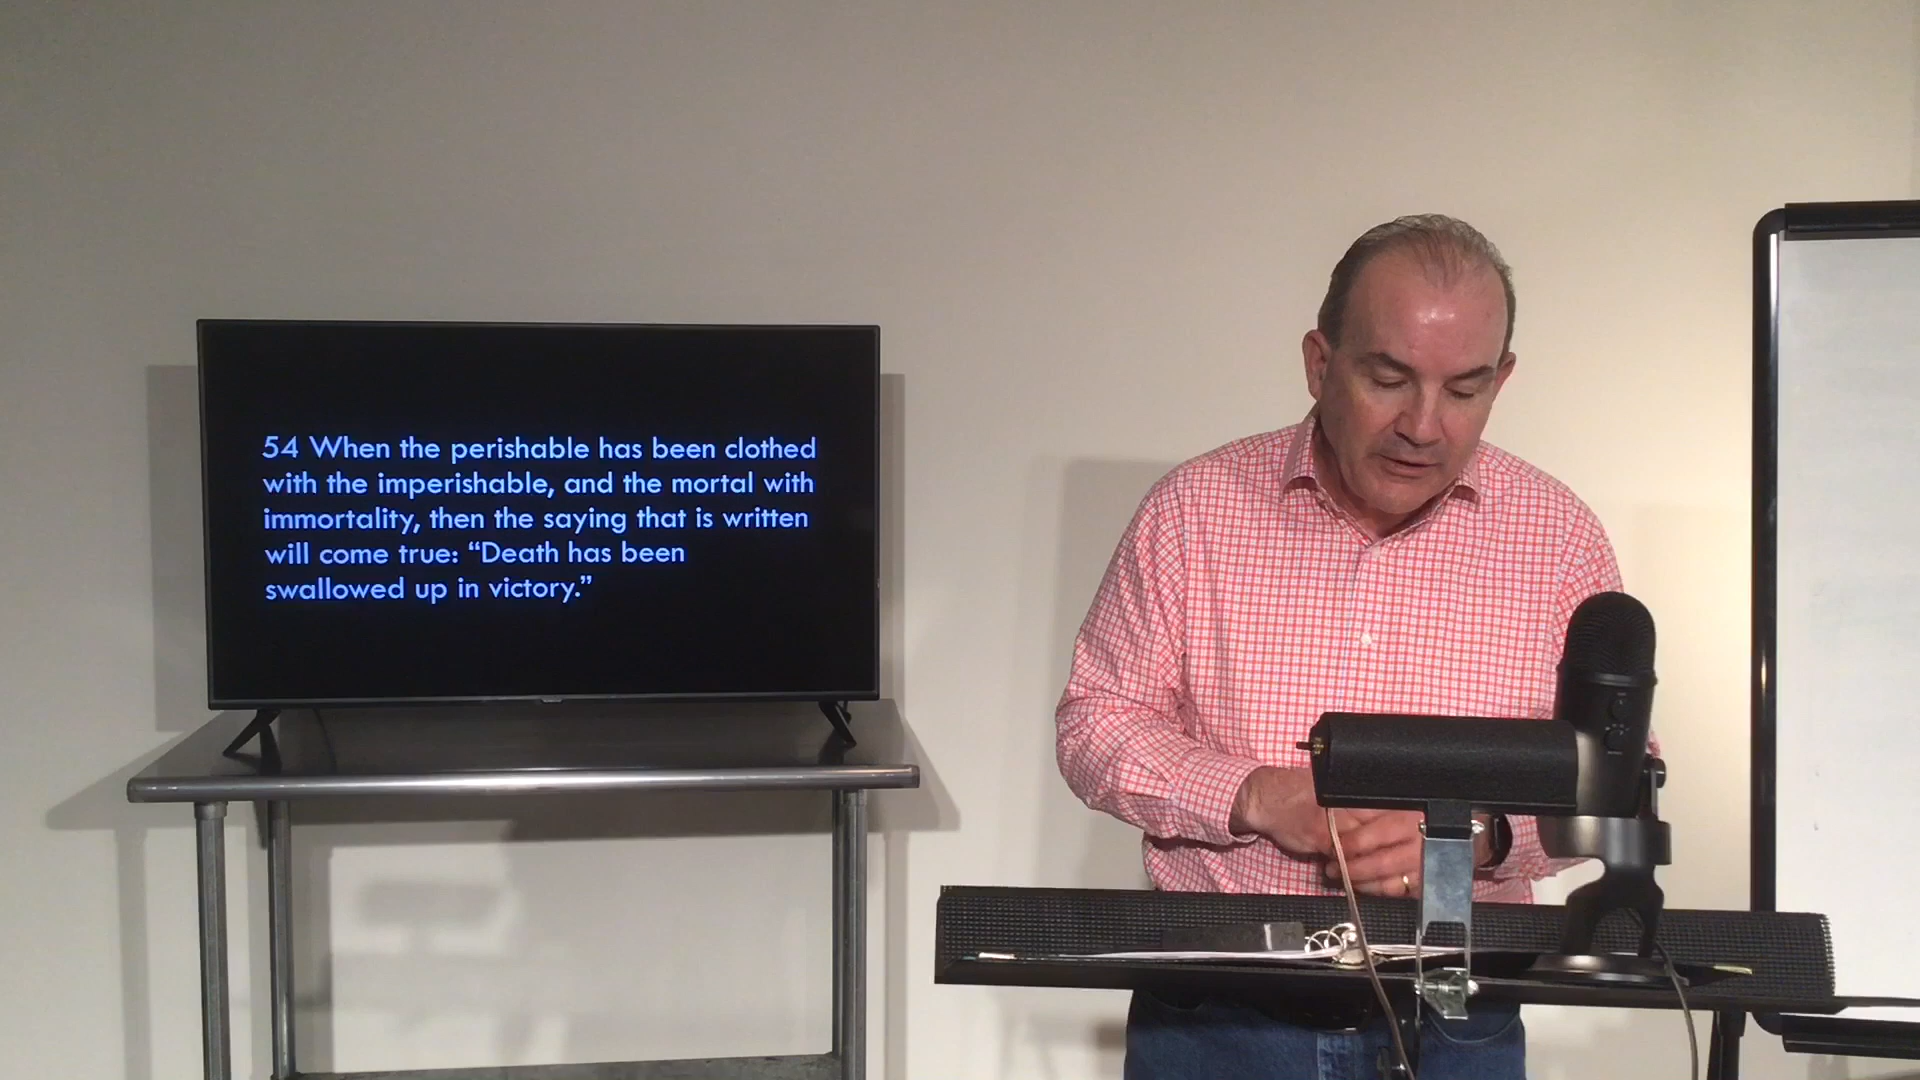 54 When the perishable has been clothed
with the imperishable, and the mortal with
immortality, then the saying that is written
will come true: “Death has been
swallowed up in victory.”